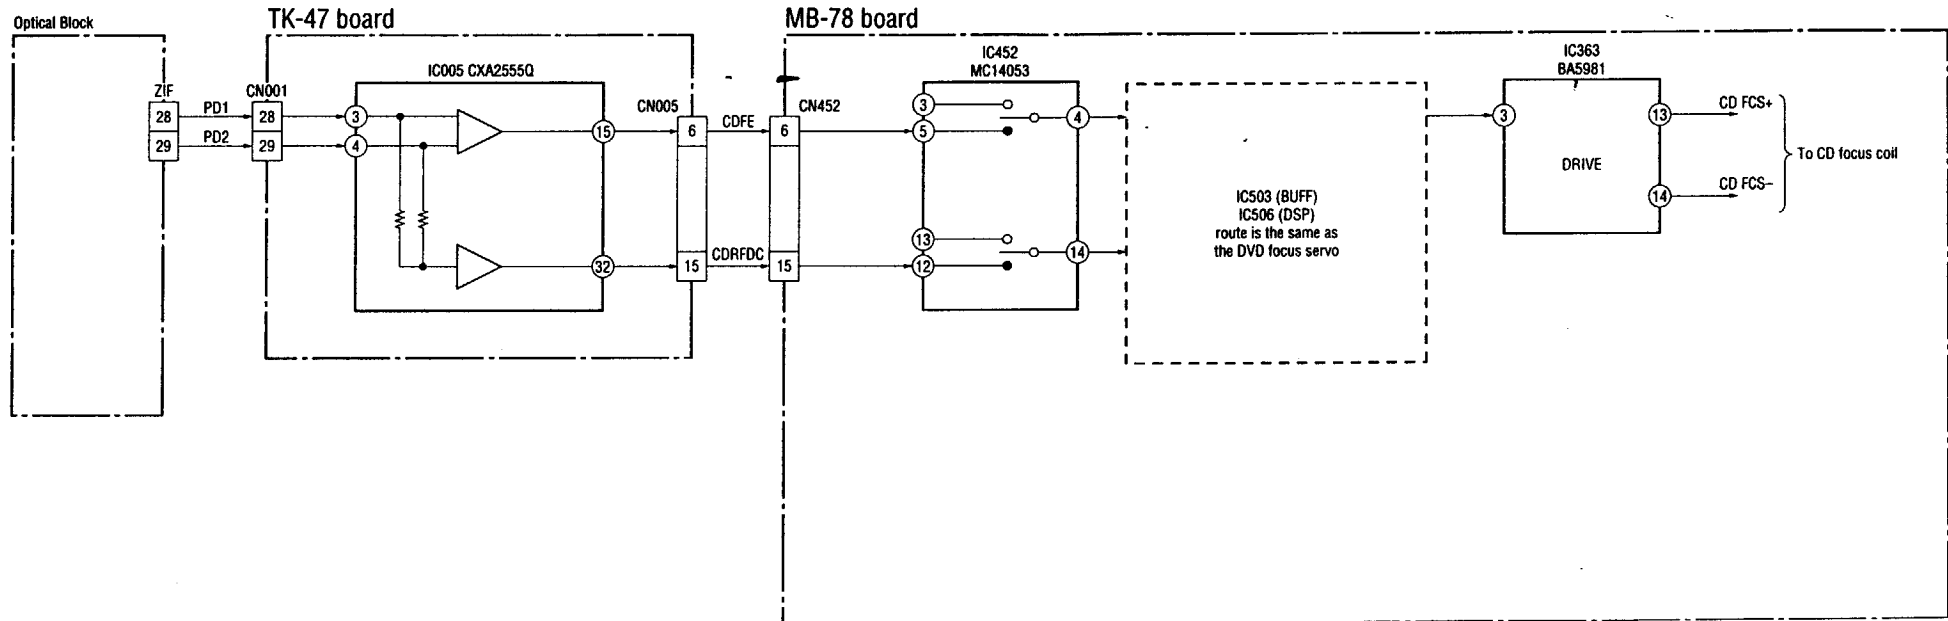 Optical Block
TK-47 board
MB-78 board
ZIF
28
29
PD1
PD2
CN001
28
29
IC005 CXA2555Q
3
4
15
32
CN005
6
15
CDFE
CDRFDC
CN452
6
15
IC452
MC14053
3
5
4
13
12
14
IC503 (BUFF)
IC506 (DSP)
route is the same as
the DVD focus servo
IC363
BA5981
3
DRIVE
13
14
CD FCS+
CD FCS−
To CD focus coil